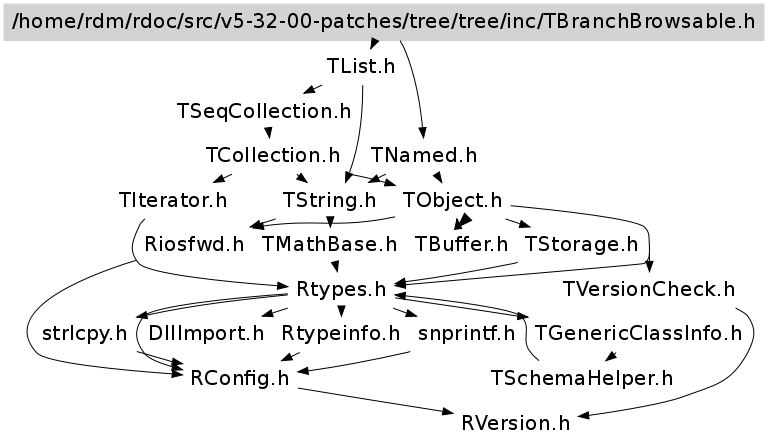 /home/rdm/rdoc/src/v5-32-00-patches/tree/tree/inc/TBranchBrowsable.h
TList.h
TSeqCollection.h
TCollection.h TNamed.h
TIterator.h TString.h TObject.h
Riosfwd.h TMathBase.h TBuffer.h TStorage.h
Rtypes.h TVersionCheck.h
strlcpy.h DllImport.h Rtypeinfo.h snprintf.h TGenericClassInfo.h
RConfig.h TSchemaHelper.h
RVersion.h